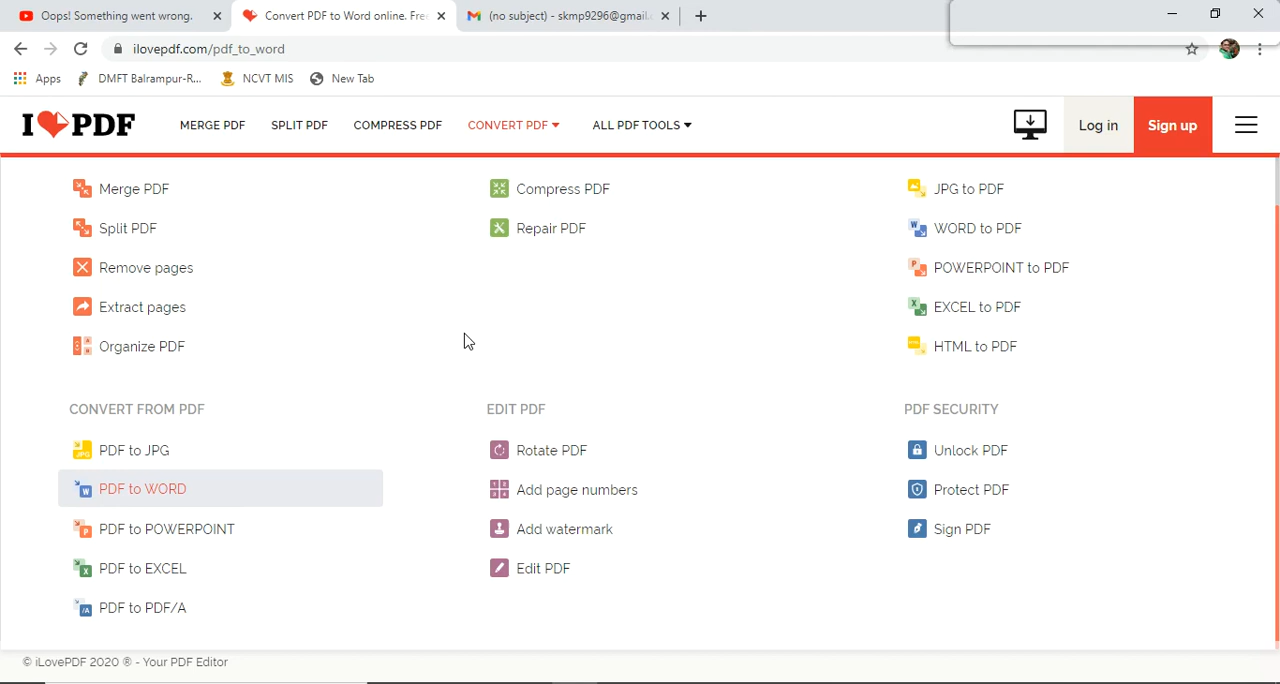 Oops! Something went wrong.
Convert PDF to Word online. Fre
(no subject) - skmp9296@gmail.c
ilovepdf.com/pdf_to_word
Apps
DMFT Balrampur-R...
NCVT MIS
New Tab
I PDF
MERGE PDF
SPLIT PDF
COMPRESS PDF
CONVERT PDF
ALL PDF TOOLS
Log in
Sign up
Merge PDF
Split PDF
Remove pages
Extract pages
Organize PDF
Compress PDF
Repair PDF
JPG to PDF
WORD to PDF
POWERPOINT to PDF
EXCEL to PDF
HTML to PDF
CONVERT FROM PDF
PDF to JPG
PDF to WORD
PDF to POWERPOINT
PDF to EXCEL
PDF to PDF/A
EDIT PDF
Rotate PDF
Add page numbers
Add watermark
Edit PDF
PDF SECURITY
Unlock PDF
Protect PDF
Sign PDF
© iLovePDF 2020 ® - Your PDF Editor